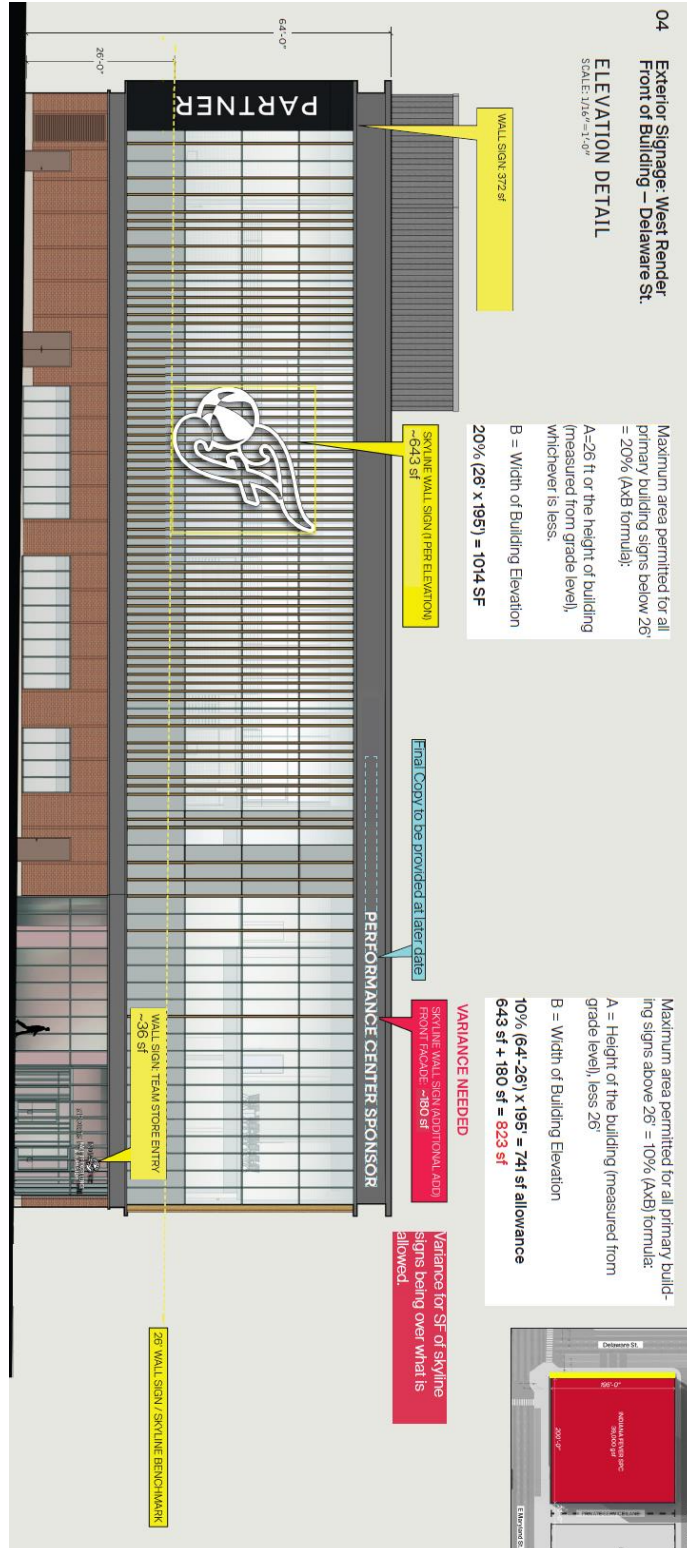 04
Exterior Signage: West Render
Front of Building – Delaware St.
ELEVATION DETAIL
SCALE: 1/16"=1'-0"
Maximum area permitted for all
primary building signs below 26'
= 20% (AxB formula):
A=26 ft or the height of building
(measured from grade level),
whichever is less.
B = Width of Building Elevation
20% (26' x 195') = 1014 SF
Maximum area permitted for all primary build-
ing signs above 26' = 10% (AxB) formula:
A = Height of the building (measured from
grade level), less 26'
B = Width of Building Elevation
10% (64'-26') x 195' = 741 sf allowance
643 sf + 180 sf = 823 sf
Delaware St.
195'-0"
INDIANA FEVER SPC
39,000 gsf
200'-0"
E Maryland St.
WALL SIGN: 372 sf
SKYLINE WALL SIGN (1 PER ELEVATION)
~643 sf
Final Copy to be provided at later date
VARIANCE NEEDED
SKYLINE WALL SIGN (ADDITIONAL ADD)
FRONT FACADE: ~180 sf
Variance for SF of skyline
signs being over what is
allowed.
64'-0"
26'-0"
PARTNER
PERFORMANCE CENTER SPONSOR
WALL SIGN: TEAM STORE ENTRY
~36 sf
26' WALL SIGN / SKYLINE BENCHMARK